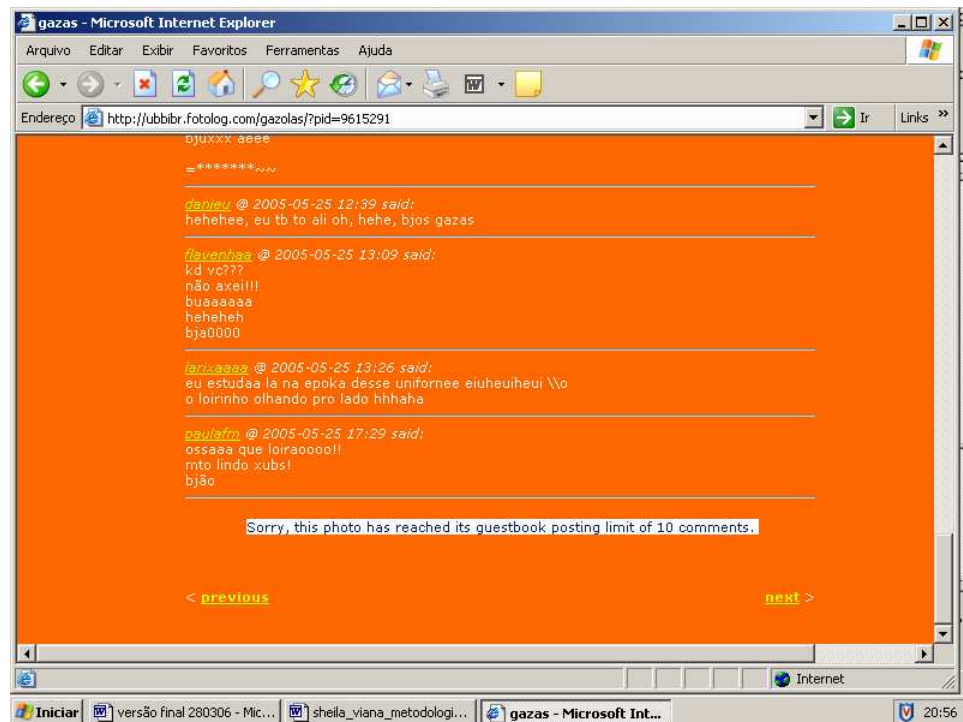 gazas - Microsoft Internet Explorer
Arquivo Editar Exibir Favoritos Ferramentas Ajuda
Endereço http://ubbibr.fotolog.com/gazolas/?pid=9615291 Ir Links »
bjuxxx aeee
=*******~~
danieu @ 2005-05-25 12:39 said:
hehehee, eu tb to ali oh, hehe, bjos gazas
flavenhaa @ 2005-05-25 13:09 said:
kd vc???
não axei!!!
buaaaaaa
heheheh
bja0000
larixaaaa @ 2005-05-25 13:26 said:
eu estudaa la na epoka desse unifornee eiuheuiheui \\o
o loirinho olhando pro lado hhhaha
paulafm @ 2005-05-25 17:29 said:
ossaaa que loiraoooo!!
mto lindo xubs!
bjão
Sorry, this photo has reached its guestbook posting limit of 10 comments.
< previous next >
Internet
Iniciar versão final 280306 - Mic... sheila_viana_metodologi... gazas - Microsoft Int... 20:56